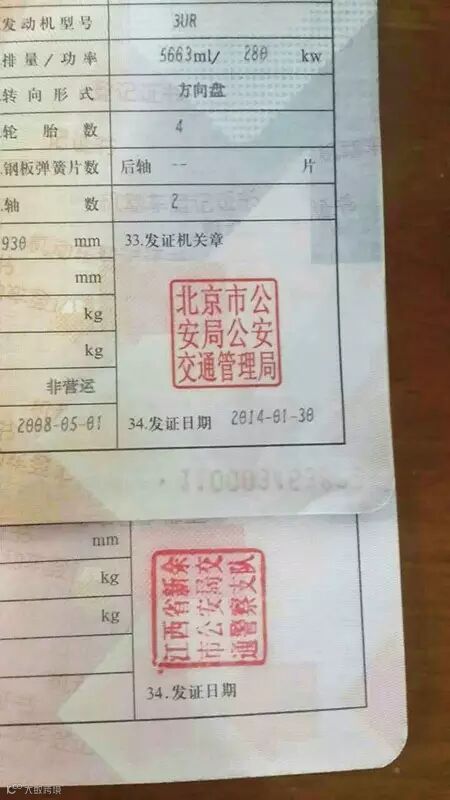 发动机型号 3UR
排量/功率 5663ml/ 280 kw
转向形式 方向盘
轮胎数 4
钢板弹簧片数 后轴 -- 片
轴数 2
930 mm 33.发证机关章
mm
kg
kg
北京市公
安局公安
交通管理局
非营运
2008-05-01 34.发证日期 2014-01-30
mm
kg
kg
江西省新余
市公安局交
通警察支队
34.发证日期
大数跨境